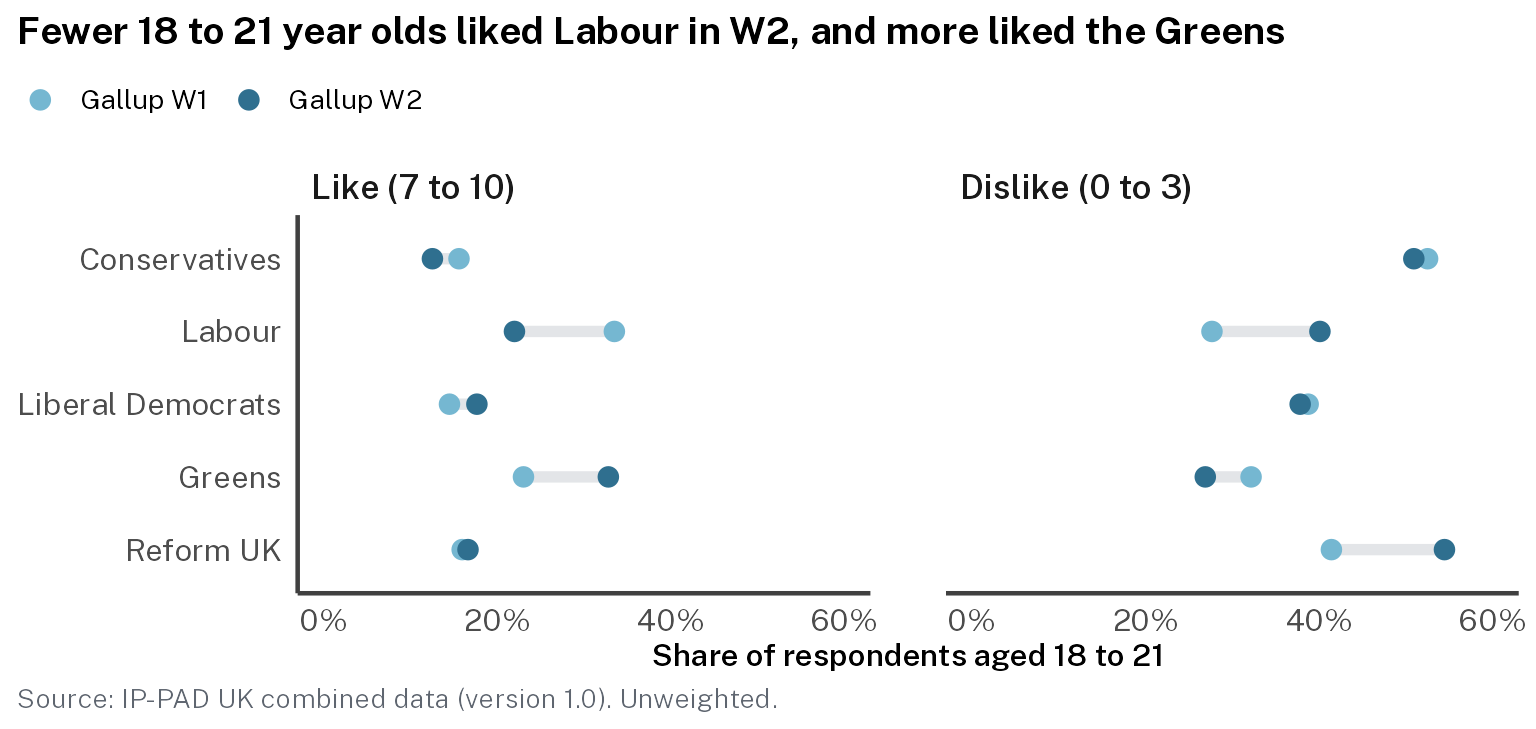 Fewer 18 to 21 year olds liked Labour in W2, and more liked the Greens
Gallup W1 Gallup W2
Like (7 to 10) Dislike (0 to 3)
Conservatives
Labour
Liberal Democrats
Greens
Reform UK
0% 20% 40% 60% 0% 20% 40% 60%
Share of respondents aged 18 to 21
Source: IP-PAD UK combined data (version 1.0). Unweighted.